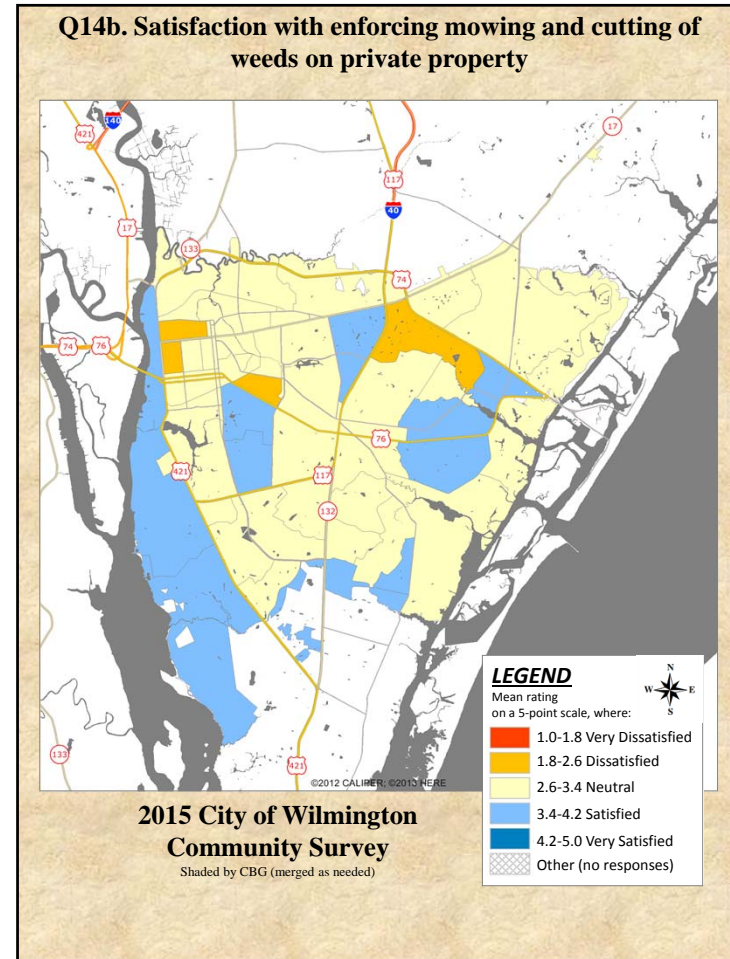 Q14b. Satisfaction with enforcing mowing and cutting of
weeds on private property
140
421
17
117
17
40
133
74
74
76
76
421
117
132
133
421
©2012 CALIPER; ©2013 HERE
LEGEND
Mean rating
on a 5-point scale, where:
N
W E
S
1.0-1.8 Very Dissatisfied
1.8-2.6 Dissatisfied
2.6-3.4 Neutral
3.4-4.2 Satisfied
4.2-5.0 Very Satisfied
Other (no responses)
2015 City of Wilmington
Community Survey
Shaded by CBG (merged as needed)